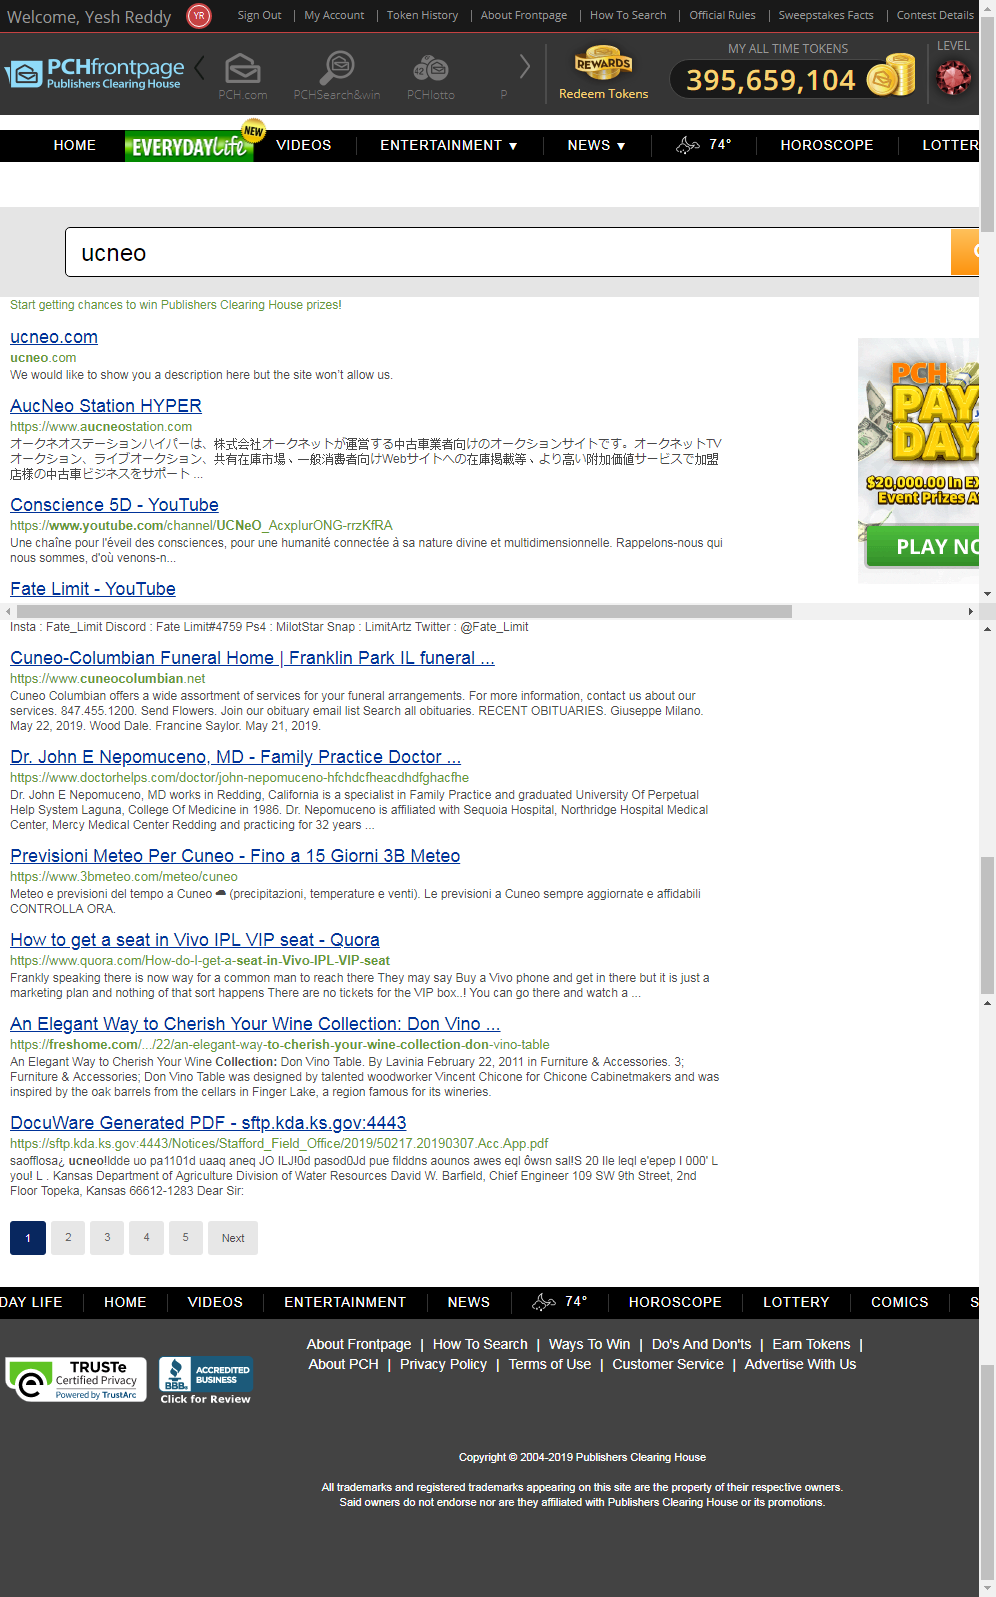 Welcome, Yesh Reddy YR Sign Out | My Account | Token History | About Frontpage | How To Search | Official Rules | Sweepstakes Facts | Contest Details
PCHfrontpage
Publishers Clearing House
PCH.com PCHSearch&win 42 PCHlotto P
REWARDS
Redeem Tokens
MY ALL TIME TOKENS
395,659,104
LEVEL
HOME EVERYDAY Life NEW VIDEOS ENTERTAINMENT ▼ NEWS ▼ 74° HOROSCOPE LOTTER
ucneo
Start getting chances to win Publishers Clearing House prizes!
ucneo.com
ucneo.com
We would like to show you a description here but the site won't allow us.
AucNeo Station HYPER
https://www.aucneostation.com
オークネオステーションハイパーは、株式会社オークネットが運営する中古車業者向けのオークションサイトです。オークネットTV
オークション、ライブオークション、共有在庫市場、一般消費者向けWebサイトへの在庫掲載等、より高い附加価値サービスで加盟
店様の中古車ビジネスをサポート ...
Conscience 5D - YouTube
https://www.youtube.com/channel/UCNeO_AcxplurONG-rrzKfRA
Une chaîne pour l'éveil des consciences, pour une humanité connectée à sa nature divine et multidimensionnelle. Rappelons-nous qui
nous sommes, d'où venons-n...
Fate Limit - YouTube
PCH
PAY
DAY
$20,000.00 In EX
Event Prizes A
PLAY NO
Insta : Fate_Limit Discord : Fate Limit#4759 Ps4 : MilotStar Snap : LimitArtz Twitter : @Fate_Limit
Cuneo-Columbian Funeral Home | Franklin Park IL funeral ...
https://www.cuneocolumbian.net
Cuneo Columbian offers a wide assortment of services for your funeral arrangements. For more information, contact us about our
services. 847.455.1200. Send Flowers. Join our obituary email list Search all obituaries. RECENT OBITUARIES. Giuseppe Milano.
May 22, 2019. Wood Dale. Francine Saylor. May 21, 2019.
Dr. John E Nepomuceno, MD - Family Practice Doctor ...
https://www.doctorhelps.com/doctor/john-nepomuceno-hfchdcfheacdhdfghacfhe
Dr. John E Nepomuceno, MD works in Redding, California is a specialist in Family Practice and graduated University Of Perpetual
Help System Laguna, College Of Medicine in 1986. Dr. Nepomuceno is affiliated with Sequoia Hospital, Northridge Hospital Medical
Center, Mercy Medical Center Redding and practicing for 32 years ...
Previsioni Meteo Per Cuneo - Fino a 15 Giorni 3B Meteo
https://www.3bmeteo.com/meteo/cuneo
Meteo e previsioni del tempo a Cuneo ☁ (precipitazioni, temperature e venti). Le previsioni a Cuneo sempre aggiornate e affidabili
CONTROLLA ORA.
How to get a seat in Vivo IPL VIP seat - Quora
https://www.quora.com/How-do-I-get-a-seat-in-Vivo-IPL-VIP-seat
Frankly speaking there is now way for a common man to reach there They may say Buy a Vivo phone and get in there but it is just a
marketing plan and nothing of that sort happens There are no tickets for the VIP box..! You can go there and watch a ...
An Elegant Way to Cherish Your Wine Collection: Don Vino ...
https://freshome.com/.../22/an-elegant-way-to-cherish-your-wine-collection-don-vino-table
An Elegant Way to Cherish Your Wine Collection: Don Vino Table. By Lavinia February 22, 2011 in Furniture & Accessories. 3;
Furniture & Accessories; Don Vino Table was designed by talented woodworker Vincent Chicone for Chicone Cabinetmakers and was
inspired by the oak barrels from the cellars in Finger Lake, a region famous for its wineries.
DocuWare Generated PDF - sftp.kda.ks.gov:4443
https://sftp.kda.ks.gov:4443/Notices/Stafford_Field_Office/2019/50217.20190307.Acc.App.pdf
saofflosa¿ ucneo!ldde uo pa1101d uaaq aneq JO ILJ!0d pasod0Jd pue filddns aounos awes eql ôwsn sal!S 20 Ile leql e'epep I 000' L
you! L . Kansas Department of Agriculture Division of Water Resources David W. Barfield, Chief Engineer 109 SW 9th Street, 2nd
Floor Topeka, Kansas 66612-1283 Dear Sir:
1 2 3 4 5 Next
DAY LIFE HOME VIDEOS ENTERTAINMENT NEWS 74° HOROSCOPE LOTTERY COMICS S
About Frontpage | How To Search | Ways To Win | Do's And Don'ts | Earn Tokens |
About PCH | Privacy Policy | Terms of Use | Customer Service | Advertise With Us
TRUSTe
Certified Privacy
Powered by TrustArc
BBB
ACCREDITED
BUSINESS
Click for Review
Copyright © 2004-2019 Publishers Clearing House
All trademarks and registered trademarks appearing on this site are the property of their respective owners.
Said owners do not endorse nor are they affiliated with Publishers Clearing House or its promotions.